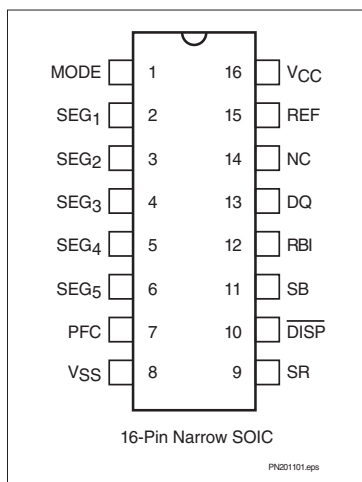 MODE 1 16 VCC
SEG1 2 15 REF
SEG2 3 14 NC
SEG3 4 13 DQ
SEG4 5 12 RBI
SEG5 6 11 SB
PFC 7 10 DISP
VSS 8 9 SR
16-Pin Narrow SOIC
PN201101.eps